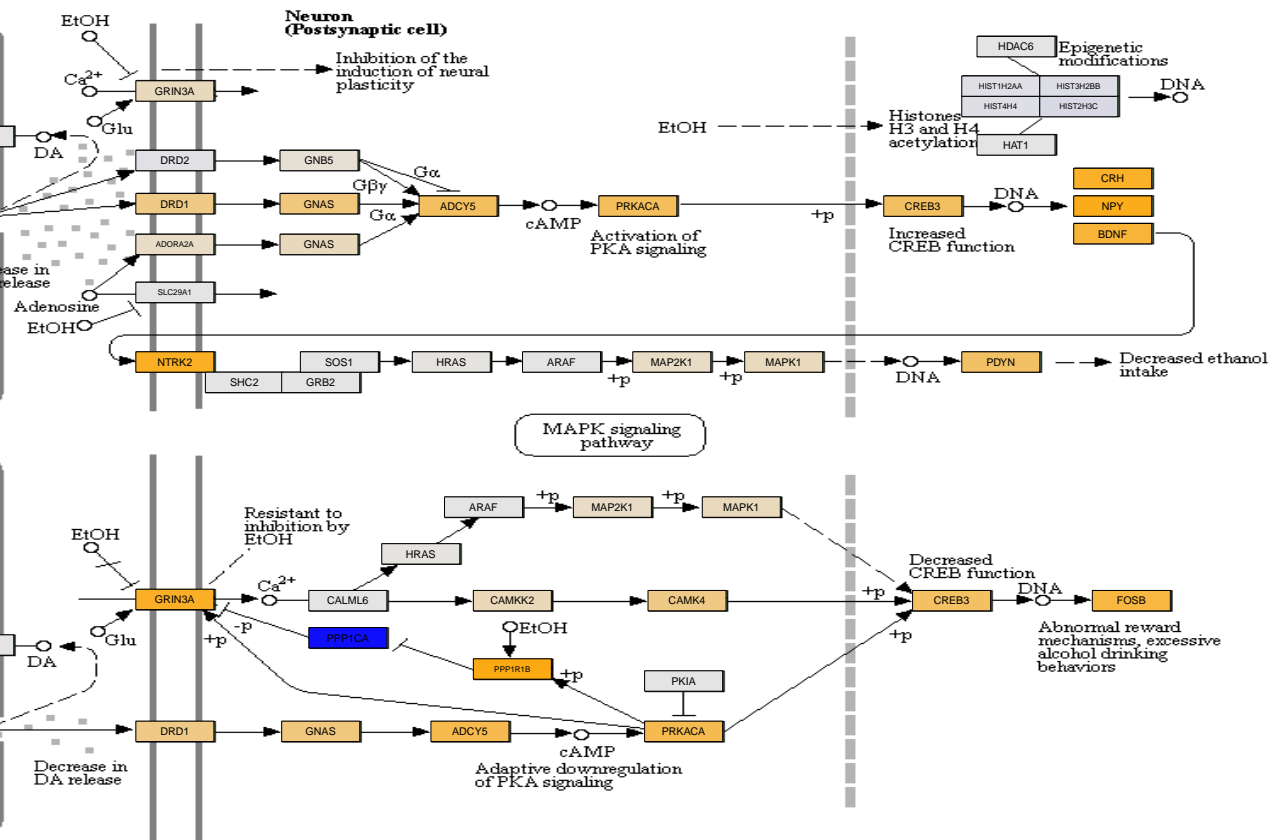 Neuron
(Postsynaptic cell)
EtOH
Inhibition of the
induction of neural
plasticity
Ca2+
GRIN3A
Glu
DA
HDAC6
Epigenetic
modifications
HIST1H2AA
HIST3H2BB
HIST4H4
HIST2H3C
DNA
EtOH
Histones
H3 and H4
acetylation
HAT1
DRD2
GNB5
Gα
Gβγ
DRD1
GNAS
Gα
ADCY5
cAMP
PRKACA
Activation of
PKA signaling
+p
CREB3
Increased
CREB function
DNA
CRH
NPY
BDNF
ADORA2A
GNAS
ease in
release
SLC29A1
Adenosine
EtOH
NTRK2
SHC2
GRB2
SOS1
HRAS
ARAF
+p
MAP2K1
+p
MAPK1
DNA
PDYN
Decreased ethanol
intake
MAPK signaling
pathway
Resistant to
inhibition by
EtOH
EtOH
ARAF
+p
MAP2K1
+p
MAPK1
HRAS
Decreased
CREB function
GRIN3A
Ca2+
CALML6
CAMKK2
CAMK4
+p
CREB3
DNA
FOSB
Glu
+p
-p
PPP1CA
EtOH
PPP1R1B
+p
PKIA
+p
Abnormal reward
mechanisms, excessive
alcohol drinking
behaviors
DA
DRD1
GNAS
ADCY5
cAMP
PRKACA
Decrease in
DA release
Adaptive downregulation
of PKA signaling